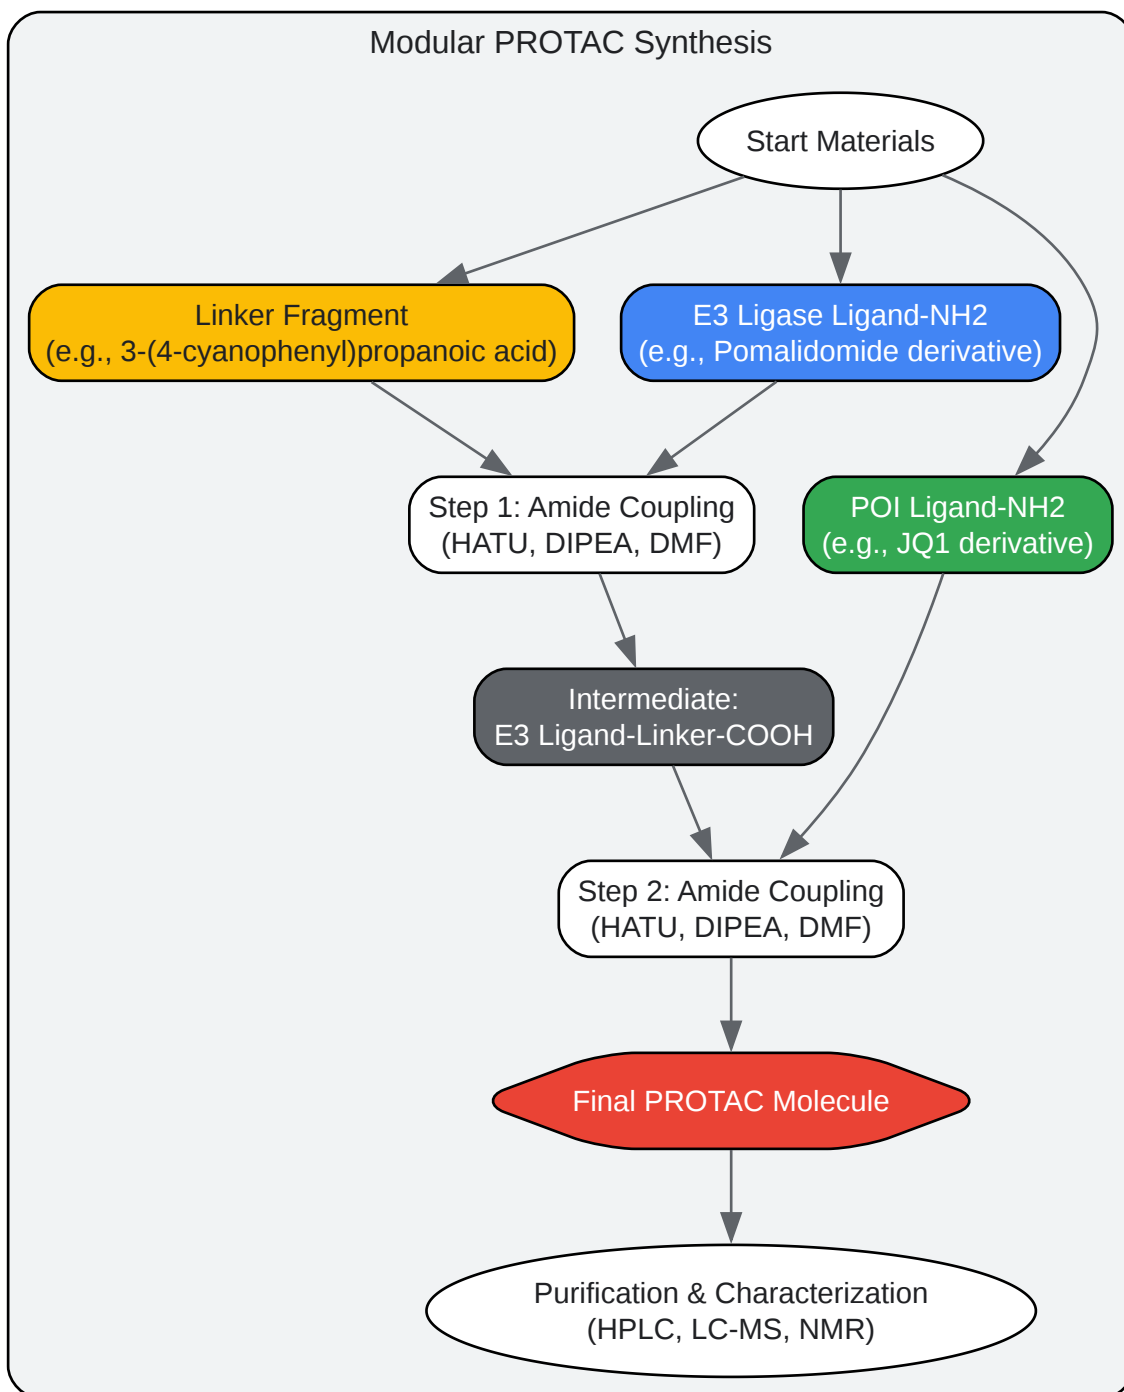 Modular PROTAC Synthesis
Start Materials
Linker Fragment
(e.g., 3-(4-cyanophenyl)propanoic acid)
E3 Ligase Ligand-NH2
(e.g., Pomalidomide derivative)
Step 1: Amide Coupling
(HATU, DIPEA, DMF)
POI Ligand-NH2
(e.g., JQ1 derivative)
Intermediate:
E3 Ligand-Linker-COOH
Step 2: Amide Coupling
(HATU, DIPEA, DMF)
Final PROTAC Molecule
Purification & Characterization
(HPLC, LC-MS, NMR)